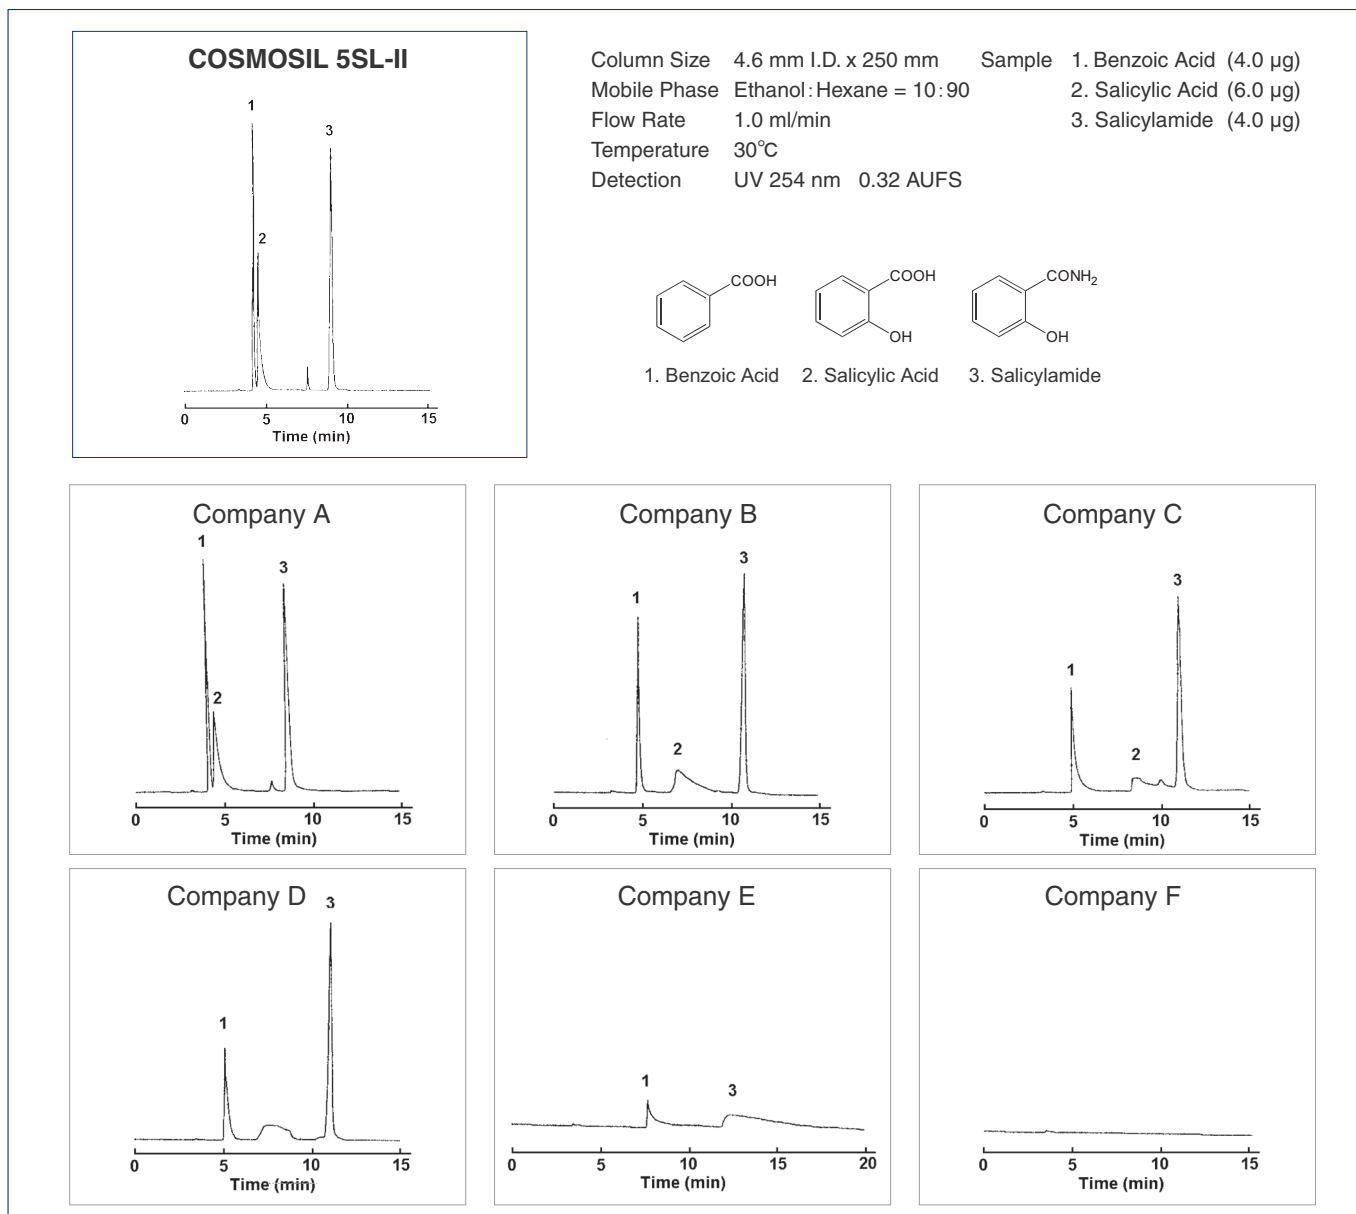 COSMOSIL 5SL-II
1
2
3
0 5 10 15
Time (min)
Column Size 4.6 mm I.D. x 250 mm
Mobile Phase Ethanol:Hexane = 10:90
Flow Rate 1.0 ml/min
Temperature 30°C
Detection UV 254 nm 0.32 AUFS
Sample 1. Benzoic Acid (4.0 µg)
2. Salicylic Acid (6.0 µg)
3. Salicylamide (4.0 µg)
COOH
COOH
OH
CONH₂
OH
1. Benzoic Acid 2. Salicylic Acid 3. Salicylamide
Company A
1
2
3
0 5 10 15
Time (min)
Company B
1
2
3
0 5 10 15
Time (min)
Company C
1
2
3
0 5 10 15
Time (min)
Company D
1
3
0 5 10 15
Time (min)
Company E
1
3
0 5 10 15 20
Time (min)
Company F
0 5 10 15
Time (min)